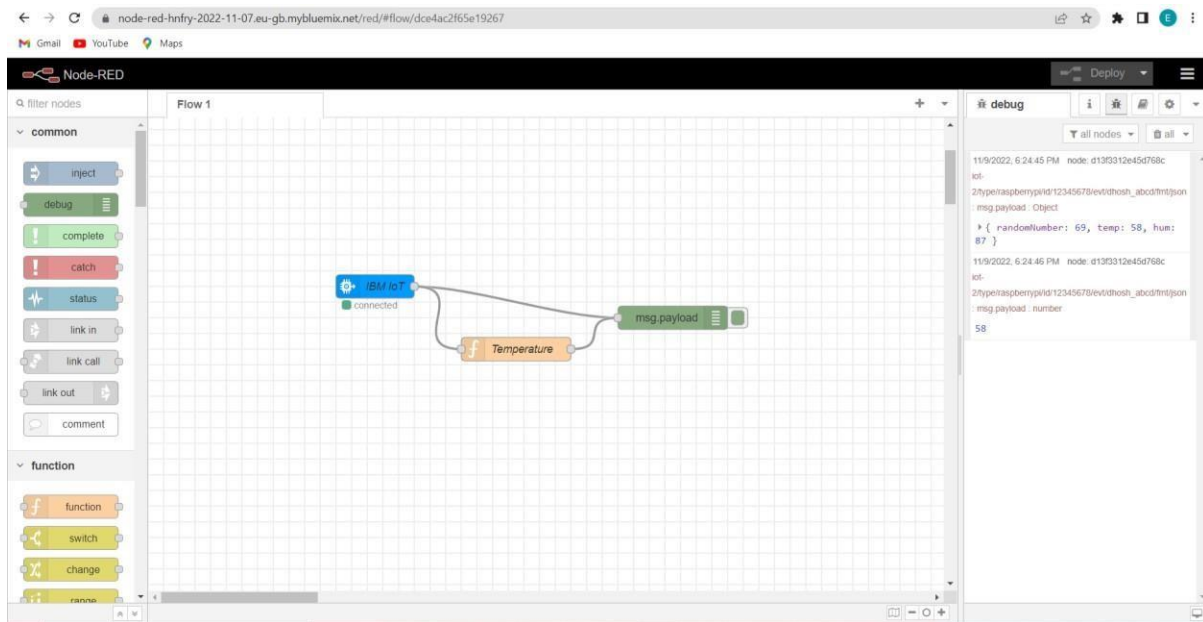 node-red-hnfry-2022-11-07.eu-gb.mybluemix.net/red/#flow/dce4ac2f65e19267
E
Gmail YouTube Maps
Node-RED
Deploy
filter nodes
Flow 1
debug
i
common
all nodes
all
inject
debug
complete
catch
status
link in
link call
link out
comment
function
function
switch
change
range
IBM IoT
connected
Temperature
msg.payload
11/9/2022, 6:24:45 PM node: d13f3312e45d768c
iot-
2/type/raspberrypi/id/12345678/evt/dhosh_abcd/fmt/json
: msg.payload : Object
{ randomNumber: 69, temp: 58, hum:
87 }
11/9/2022, 6:24:46 PM node: d13f3312e45d768c
iot-
2/type/raspberrypi/id/12345678/evt/dhosh_abcd/fmt/json
: msg.payload : number
58